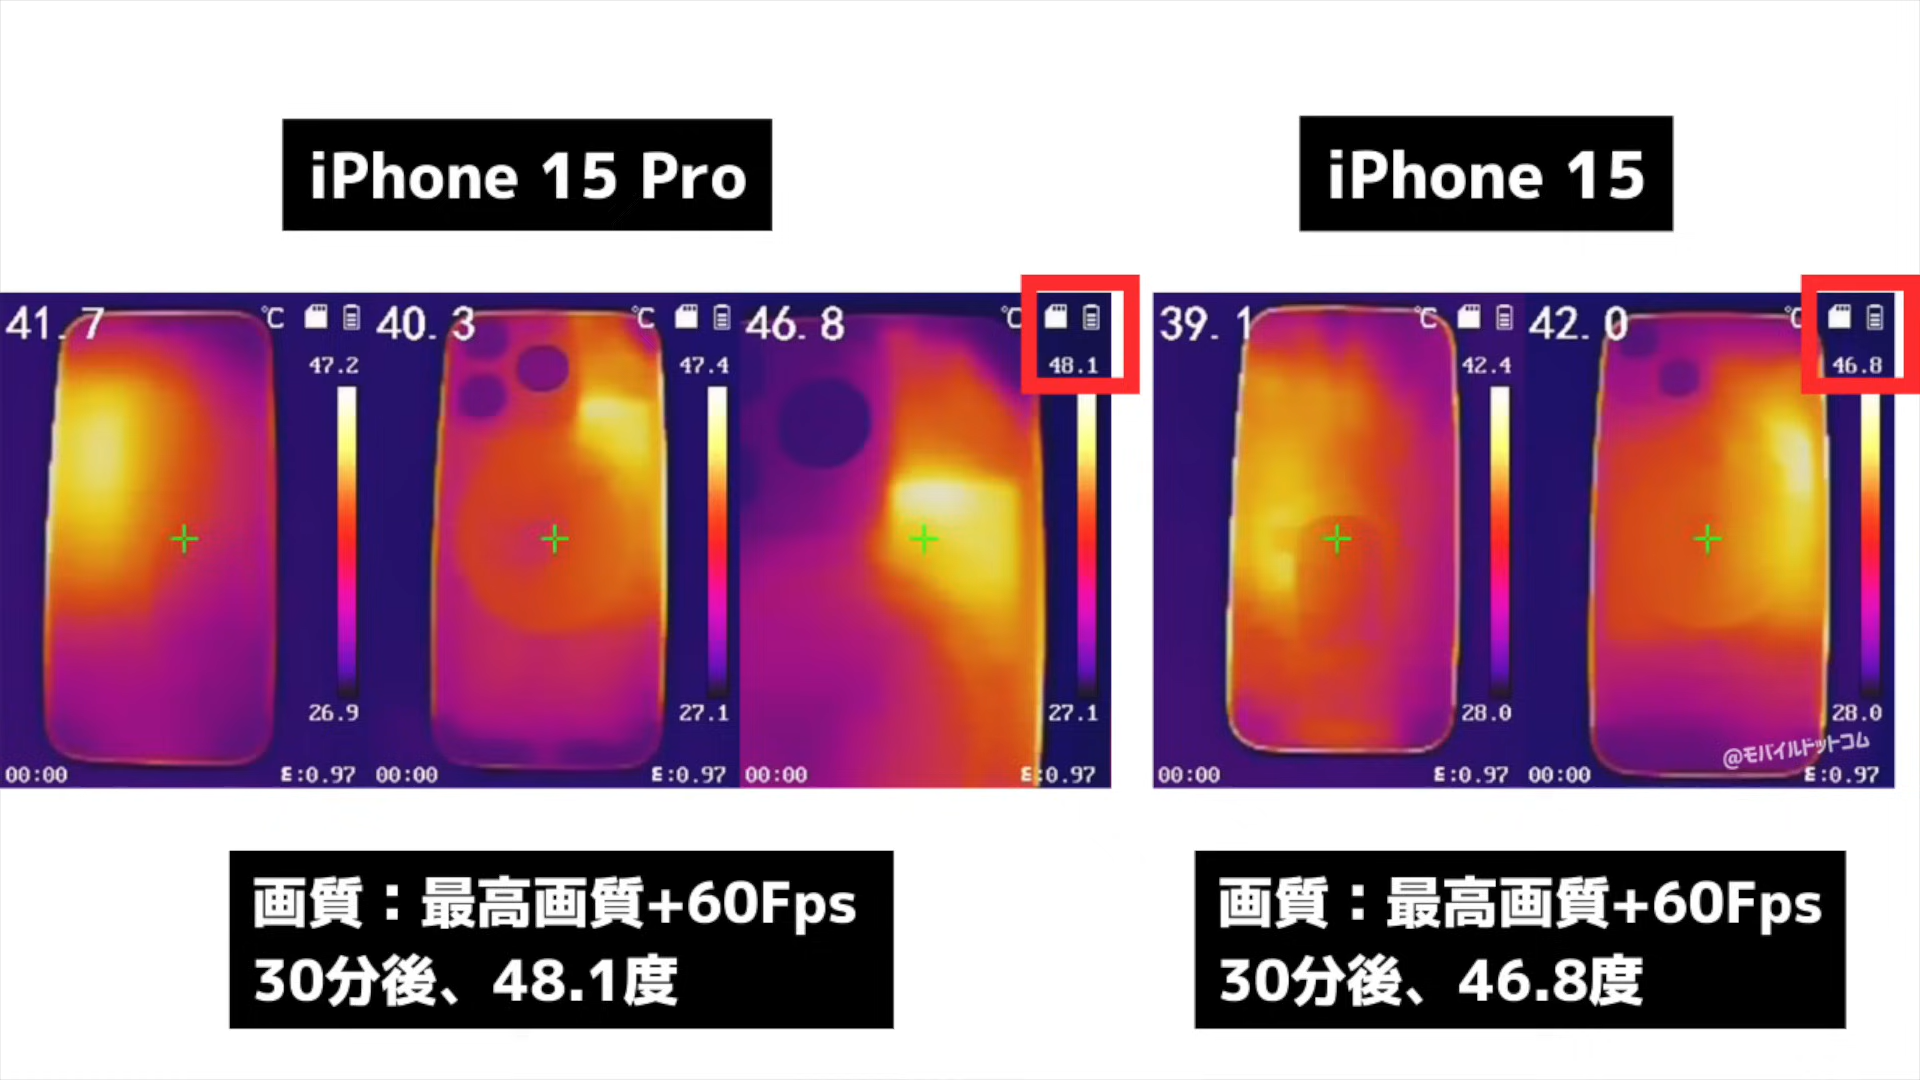 iPhone 15 Pro
iPhone 15
41.7 ℃
47.2
26.9
00:00 E:0.97
40.3 ℃
47.4
27.1
00:00 E:0.97
46.8 ℃
48.1
27.1
00:00 E:0.97
39.1 ℃
42.4
28.0
00:00 E:0.97
42.0 ℃
46.8
28.0
@モバイルドットコム
00:00 E:0.97
画質：最高画質+60Fps
30分後、48.1度
画質：最高画質+60Fps
30分後、46.8度